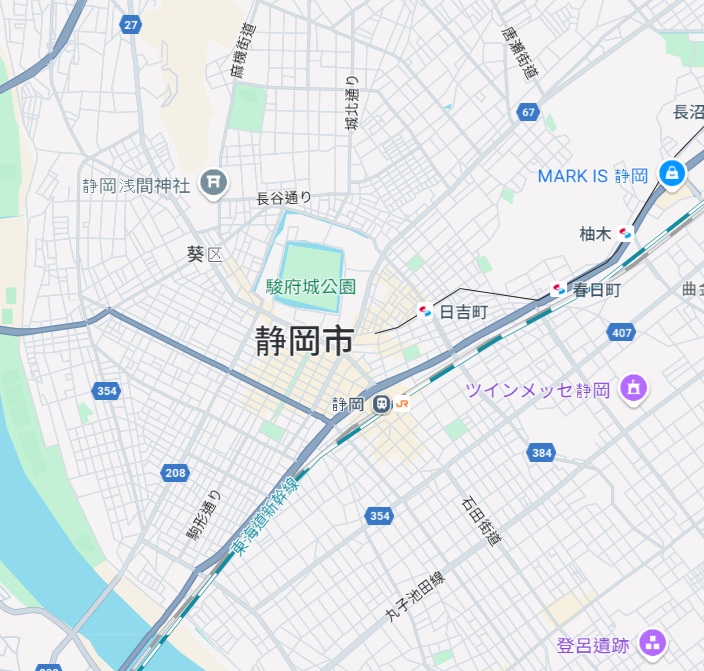 27
麻機街道
唐瀬街道
城北通り
67
長沼
MARK IS 静岡
静岡浅間神社
長谷通り
柚木
葵区
駿府城公園
春日町
曲金
日吉町
静岡市
407
354
ツインメッセ静岡
静岡
JR
384
208
駒形通り
東海道新幹線
354
石田街道
丸子池田線
登呂遺跡